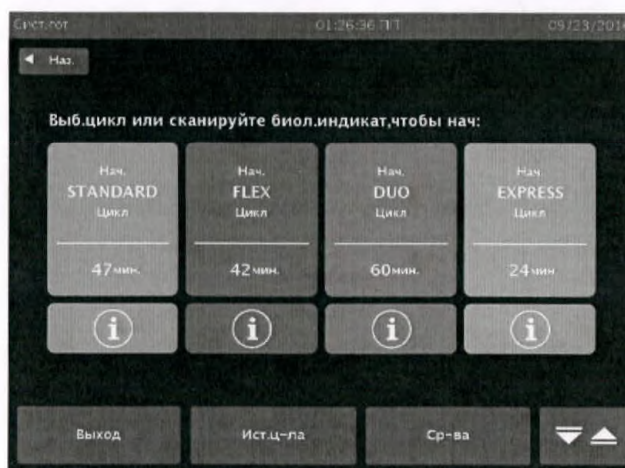 Сист.гот 01:26:36 ПП 09/23/2016
Наз.
Выб.цикл или сканируйте биол.индикат,чтобы нач:
Нач. Нач. Нач. Нач.
STANDARD FLEX DUO EXPRESS
Цикл Цикл Цикл Цикл
47мин. 42мин. 60мин. 24мин
Выход Ист.ц-ла Ср-ва